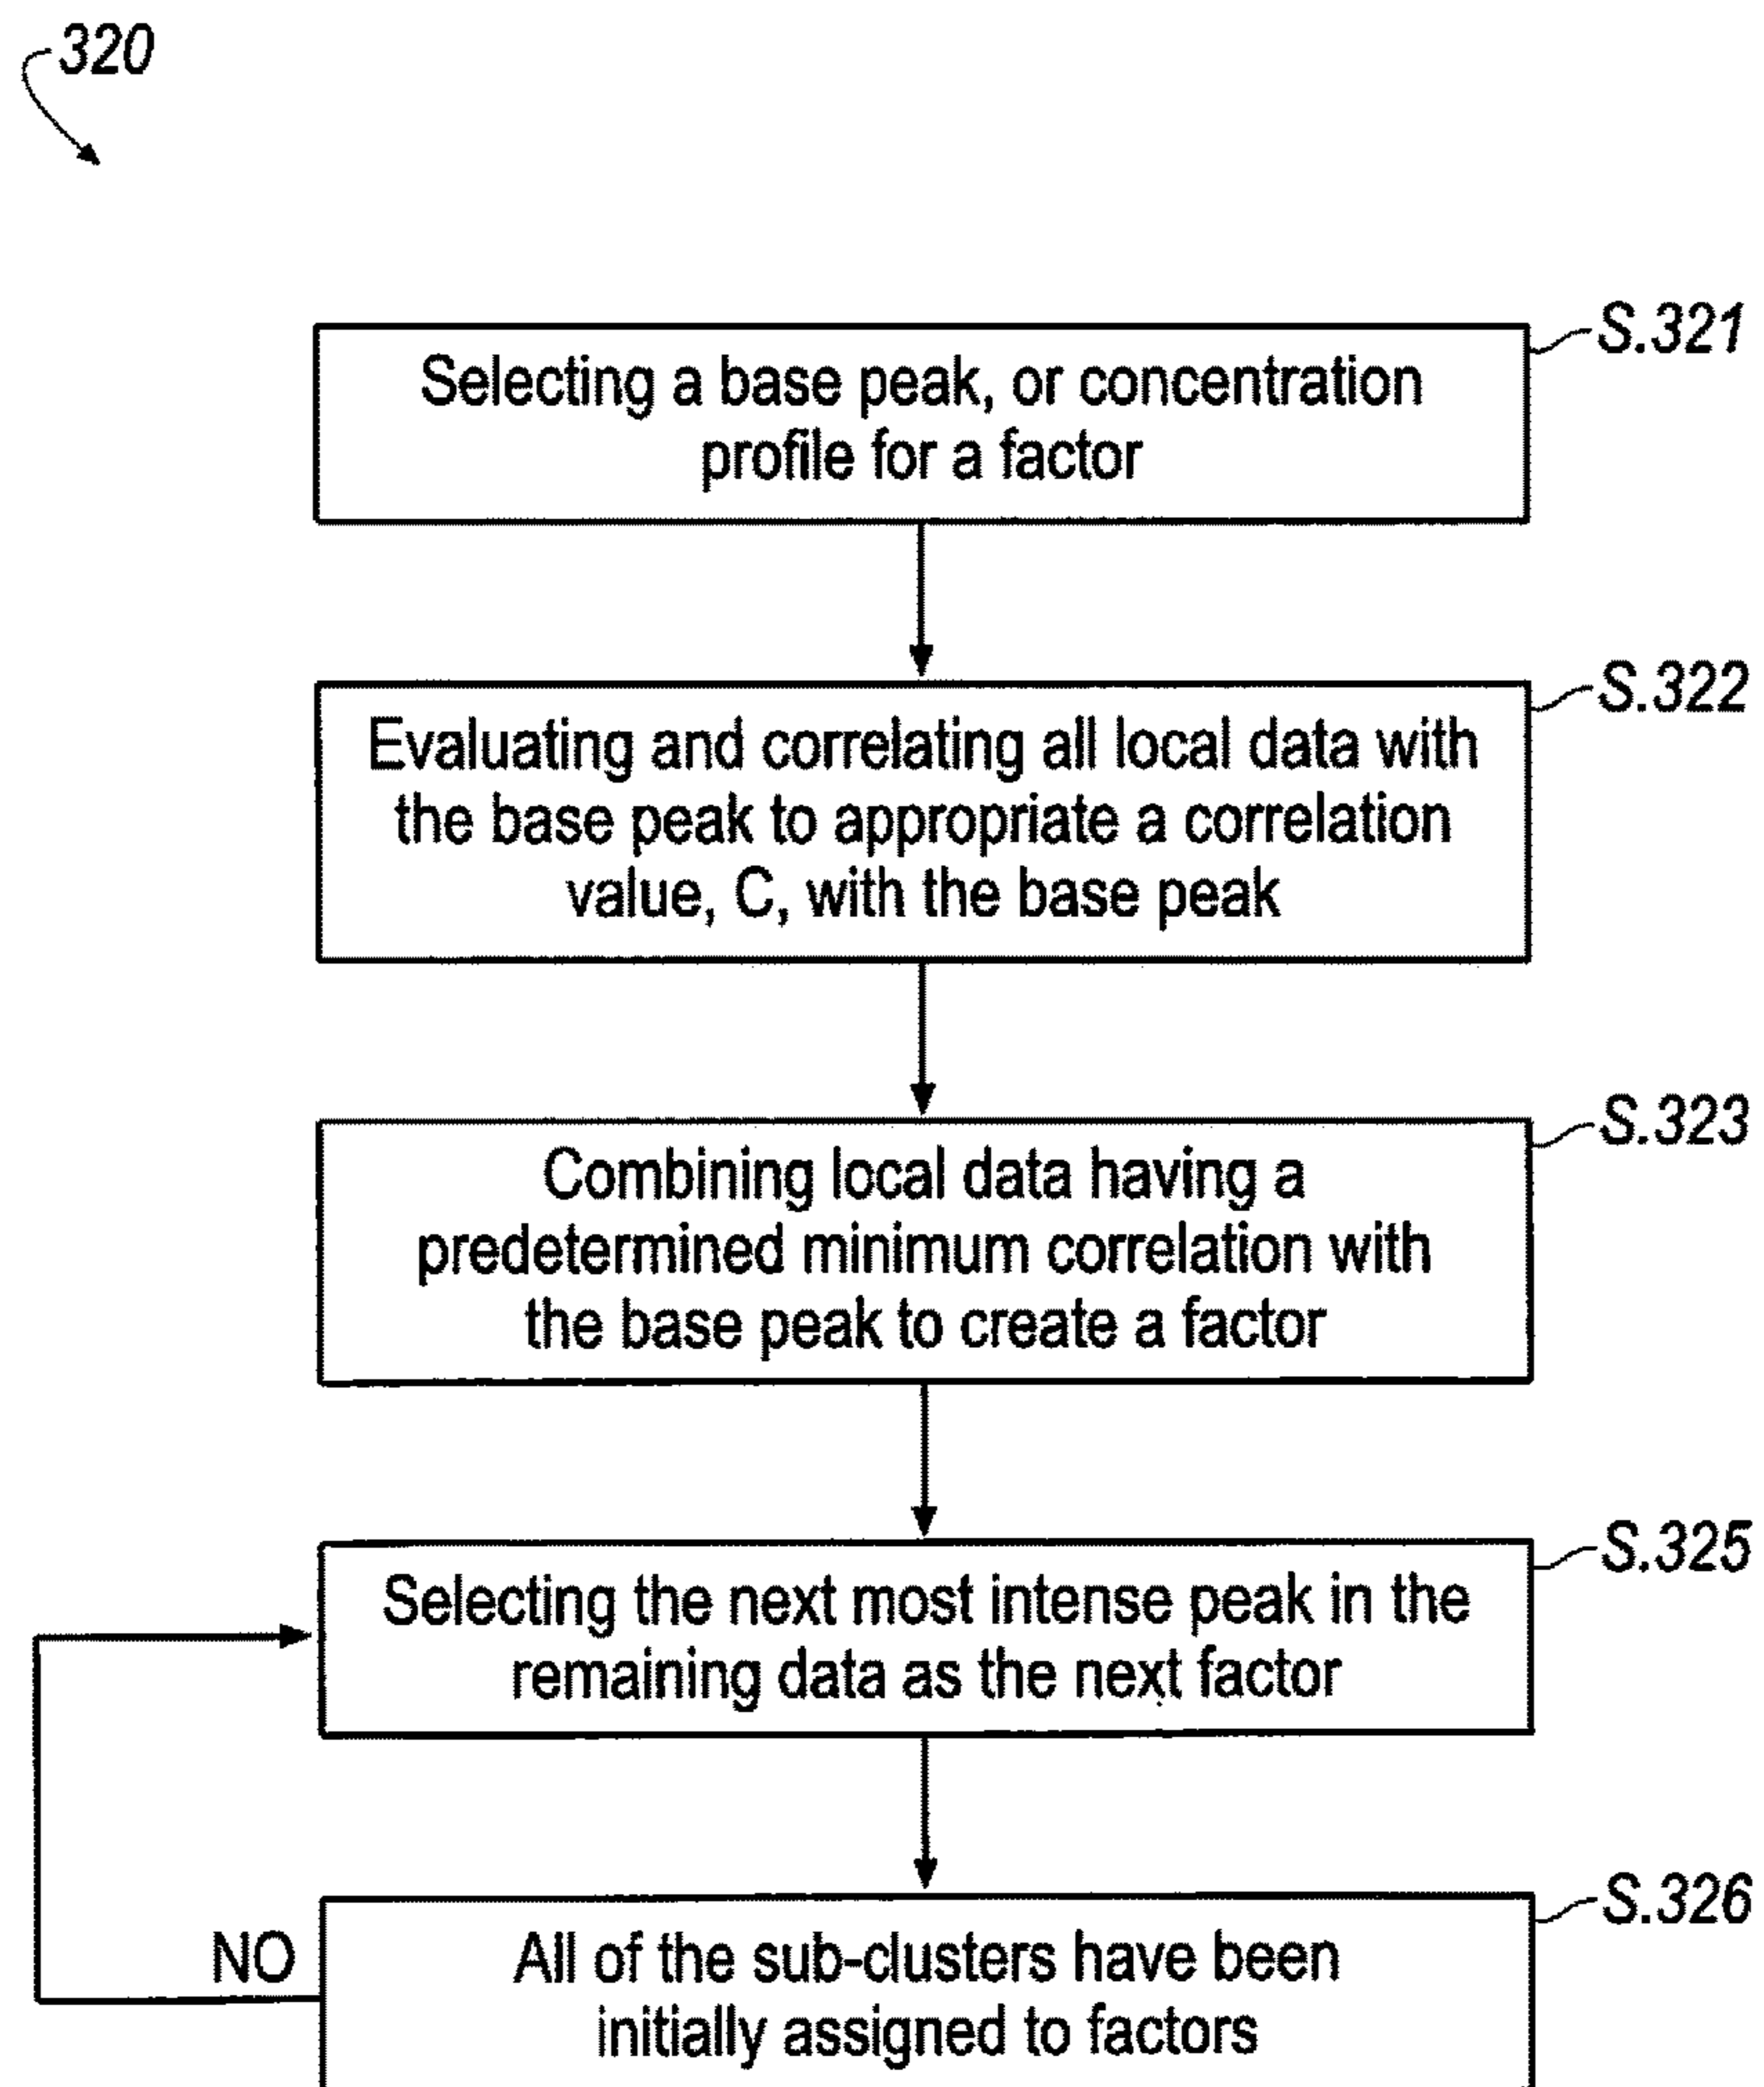 320
S.321
Selecting a base peak, or concentration
profile for a factor
S.322
Evaluating and correlating all local data with
the base peak to appropriate a correlation
value, C, with the base peak
S.323
Combining local data having a
predetermined minimum correlation with
the base peak to create a factor
S.325
Selecting the next most intense peak in the
remaining data as the next factor
S.326
NO
All of the sub-clusters have been
initially assigned to factors